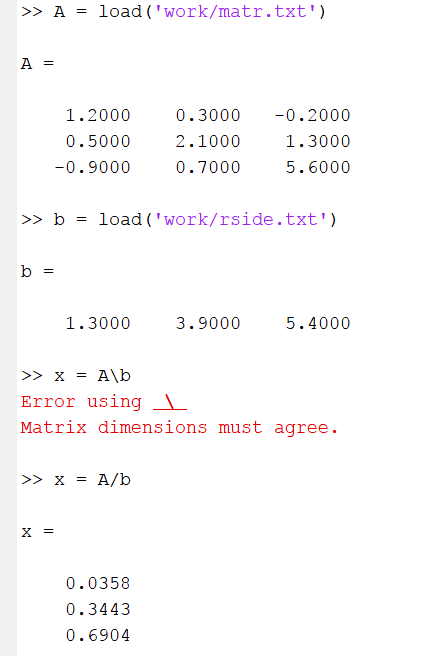 >> A = load('work/matr.txt')
A =
1.2000 0.3000 -0.2000
0.5000 2.1000 1.3000
-0.9000 0.7000 5.6000
>> b = load('work/rside.txt')
b =
1.3000 3.9000 5.4000
>> x = A\b
Error using \
Matrix dimensions must agree.
>> x = A/b
x =
0.0358
0.3443
0.6904